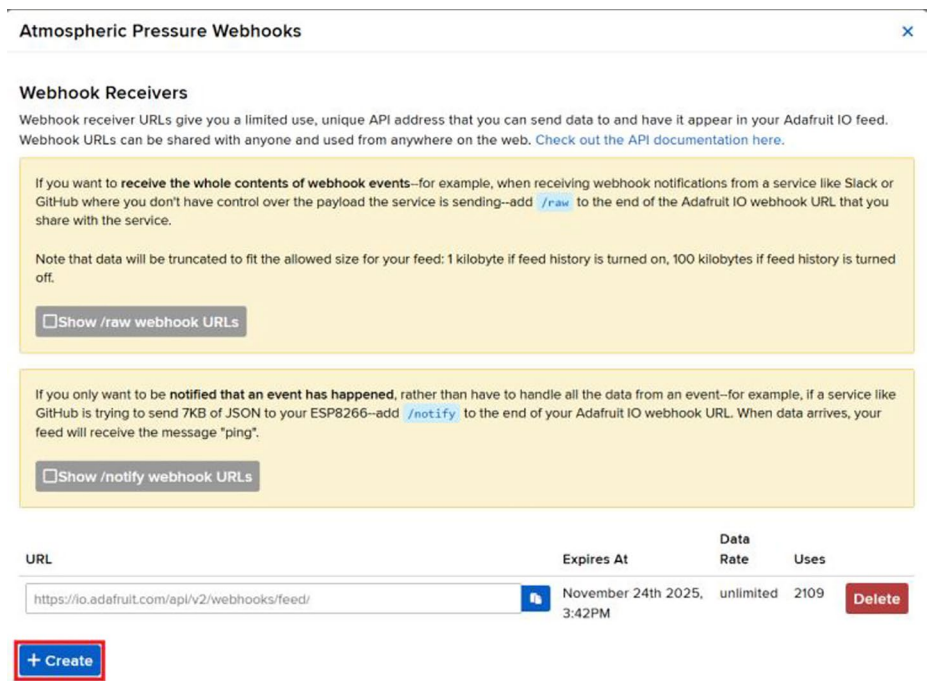 Atmospheric Pressure Webhooks
Webhook Receivers
Webhook receiver URLs give you a limited use, unique API address that you can send data to and have it appear in your Adafruit IO feed.
Webhook URLs can be shared with anyone and used from anywhere on the web. Check out the API documentation here.
If you want to receive the whole contents of webhook events--for example, when receiving webhook notifications from a service like Slack or
GitHub where you don't have control over the payload the service is sending--add /raw to the end of the Adafruit IO webhook URL that you
share with the service.
Note that data will be truncated to fit the allowed size for your feed: 1 kilobyte if feed history is turned on, 100 kilobytes if feed history is turned
off.
Show /raw webhook URLs
If you only want to be notified that an event has happened, rather than have to handle all the data from an event--for example, if a service like
GitHub is trying to send 7KB of JSON to your ESP8266--add /notify to the end of your Adafruit IO webhook URL. When data arrives, your
feed will receive the message "ping".
Show /notify webhook URLs
URL Expires At Data Rate Uses
https://io.adafruit.com/api/v2/webhooks/feed/ November 24th 2025, unlimited 2109 Delete
3:42PM
+ Create